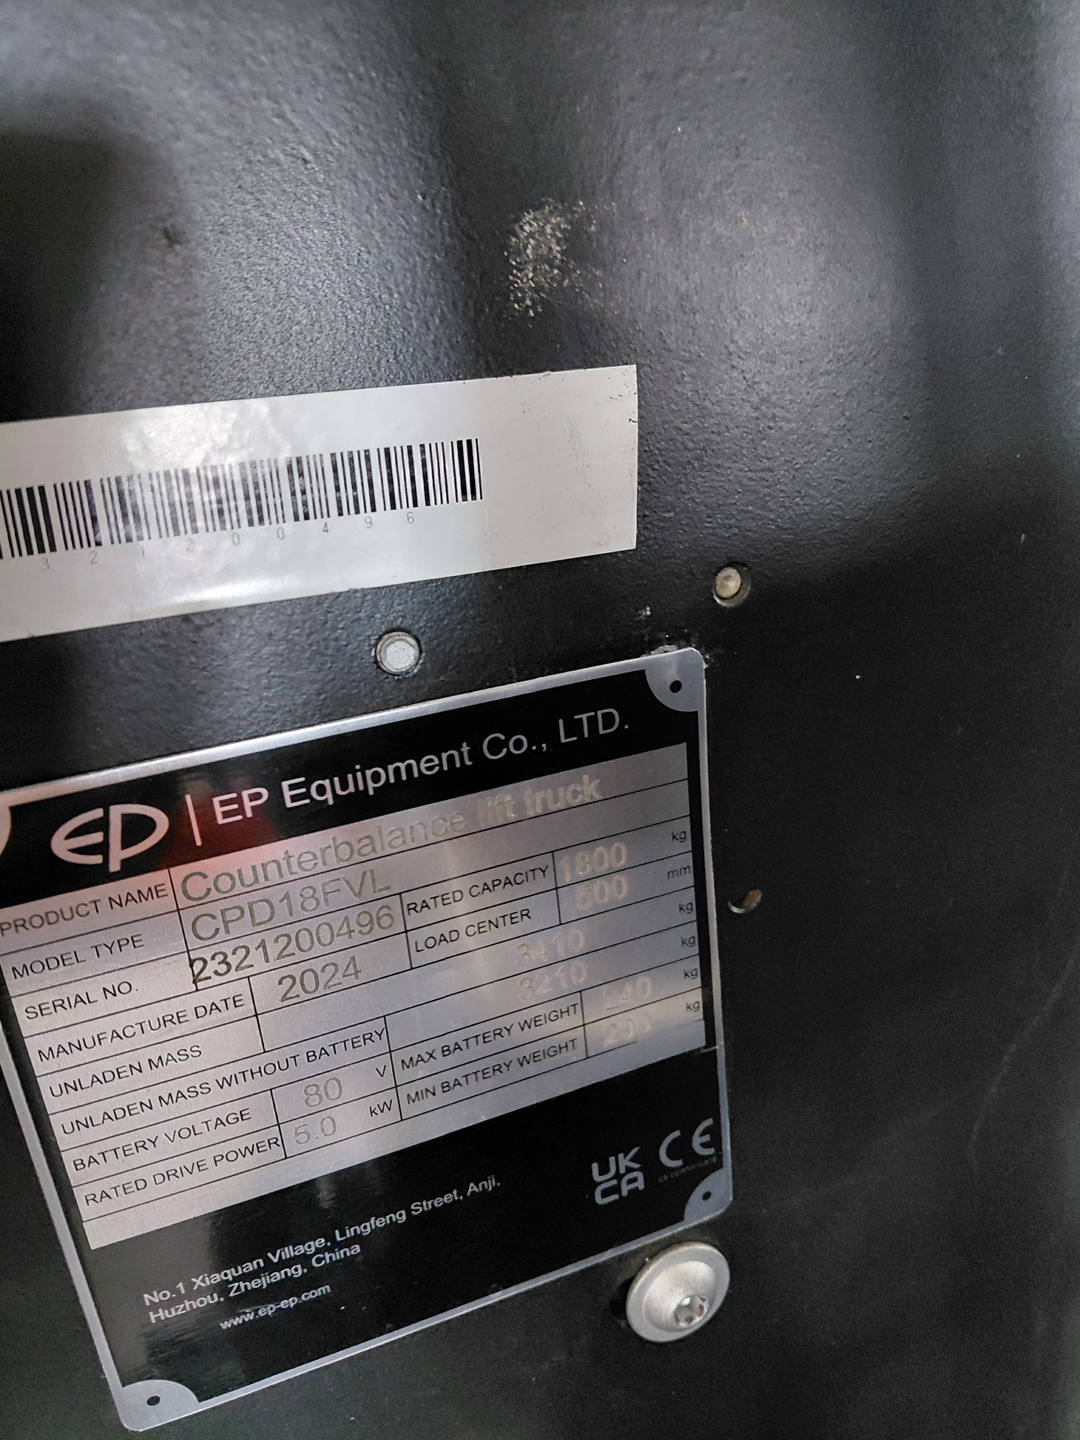 3 2 1 2 0 0 4 9 6
EP | EP Equipment Co., LTD.
PRODUCT NAME Counterbalance lift truck
MODEL TYPE CPD18FVL RATED CAPACITY 1800 kg
SERIAL NO. 2321200496 LOAD CENTER 500 mm
MANUFACTURE DATE 2024
UNLADEN MASS 3410 kg
UNLADEN MASS WITHOUT BATTERY 3210 kg
BATTERY VOLTAGE 80 V MAX BATTERY WEIGHT 240 kg
RATED DRIVE POWER 5.0 kW MIN BATTERY WEIGHT 200 kg
UK
CA CE
No.1 Xiaquan Village, Lingfeng Street, Anji,
Huzhou, Zhejiang, China
www.ep-ep.com